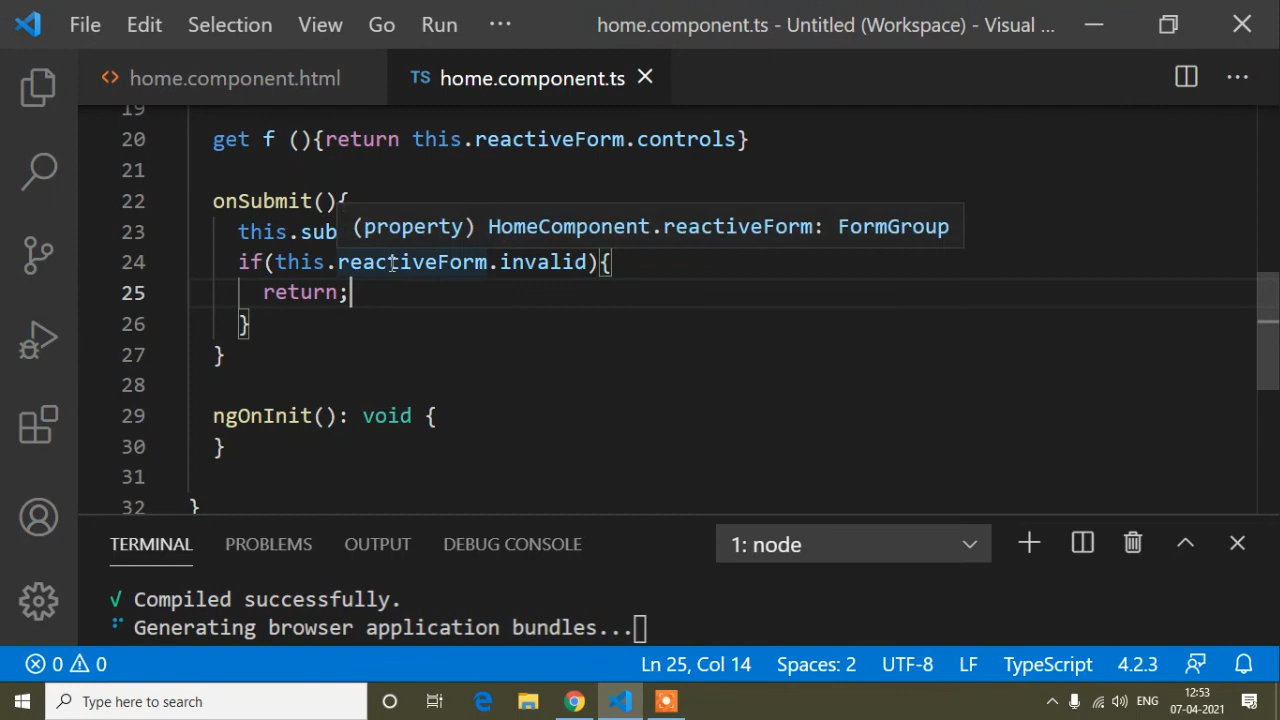 File Edit Selection View Go Run ··· home.component.ts - Untitled (Workspace) - Visual ...
<> home.component.html TS home.component.ts
19
20 get f (){return this.reactiveForm.controls}
21
22 onSubmit(){
(property) HomeComponent.reactiveForm: FormGroup
23 this.sub
24 if(this.reactiveForm.invalid){
25 return;
26 }
27 }
28
29 ngOnInit(): void {
30 }
31
32 }
TERMINAL PROBLEMS OUTPUT DEBUG CONSOLE 1: node
√ Compiled successfully.
Generating browser application bundles...
0 0 Ln 25, Col 14 Spaces: 2 UTF-8 LF TypeScript 4.2.3
Type here to search ENG 12:53
07-04-2021